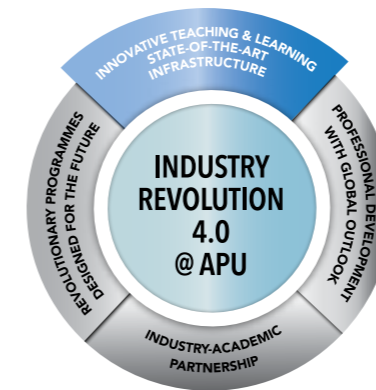 INNOVATIVE TEACHING & LEARNING
STATE-OF-THE-ART
INFRASTRUCTURE
PROFESSIONAL DEVELOPMENT
WITH GLOBAL OUTLOOK
INDUSTRY-ACADEMIC
PARTNERSHIP
REVOLUTIONARY PROGRAMMES
DESIGNED FOR THE FUTURE
INDUSTRY
REVOLUTION
4.0
@ APU